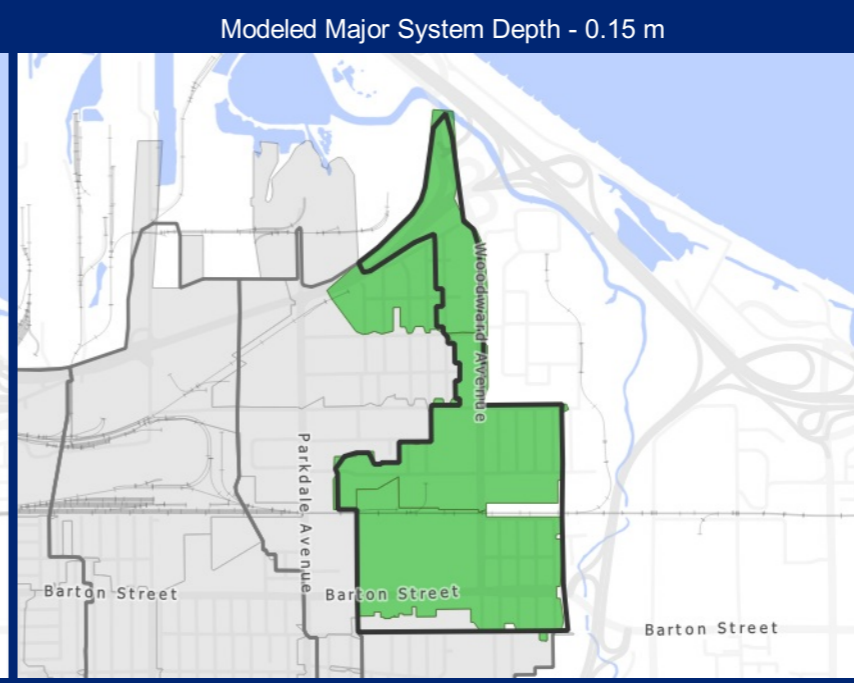 Modeled Major System Depth - 0.15 m
Woodward Avenue
Parkdale Avenue
Barton Street
Barton Street
Barton Street